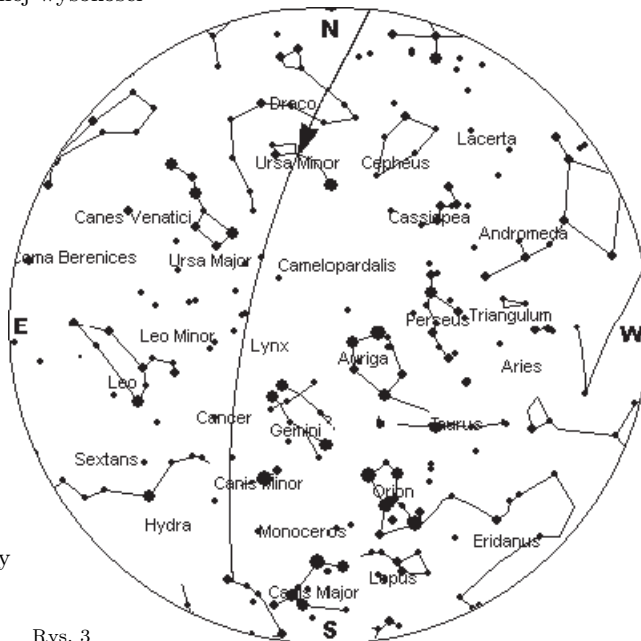 N
Draco
Lacerta
Ursa Minor
Cepheus
Canes Venatici
Cassiopea
Andromeda
Coma Berenices
Ursa Major
Camelopardalis
E
Leo Minor
Perseus
Triangulum
W
Lynx
Auriga
Aries
Leo
Cancer
Gemini
Taurus
Sextans
Canis Minor
Orion
Hydra
Monoceros
Eridanus
y
Canis Major
Lepus
S
Rys. 3